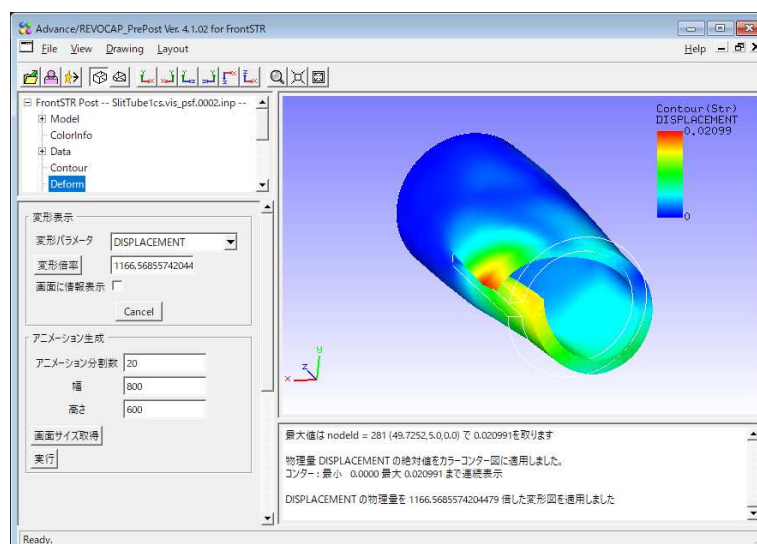 Advance/REVOCAP_PrePost Ver. 4.1.02 for FrontSTR
File View Drawing Layout Help
FrontSTR Post -- SlitTube1cs.vis_psf.0002.inp --
Model
ColorInfo
Data
Contour
Deform
変形表示
変形パラメータ DISPLACEMENT
変形倍率 1166.56855742044
画面に情報表示
Cancel
アニメーション生成
アニメーション分割数 20
幅 800
高さ 600
画面サイズ取得
実行
Contour(Str)
DISPLACEMENT
0.02099
0
y
z
x
最大値は nodeId = 281 (49.7252,5.0,0.0) で 0.020991を取ります
物理量 DISPLACEMENT の絶対値をカラーコンター図に適用しました。
コンター : 最小 0.0000 最大 0.020991 まで連続表示
DISPLACEMENT の物理量を 1166.5685574204479 倍した変形図を適用しました
Ready.